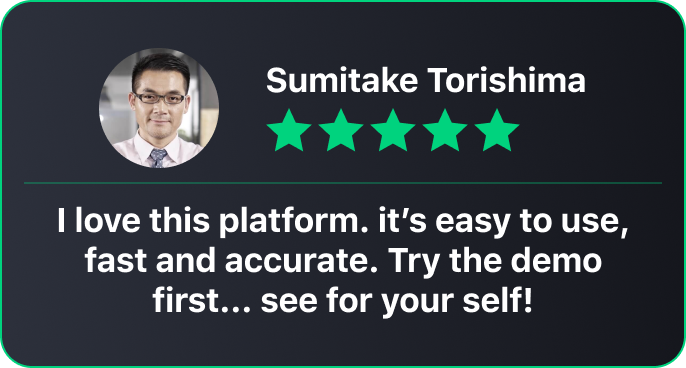 Sumitake Torishima
I love this platform. it’s easy to use,
fast and accurate. Try the demo
first... see for your self!